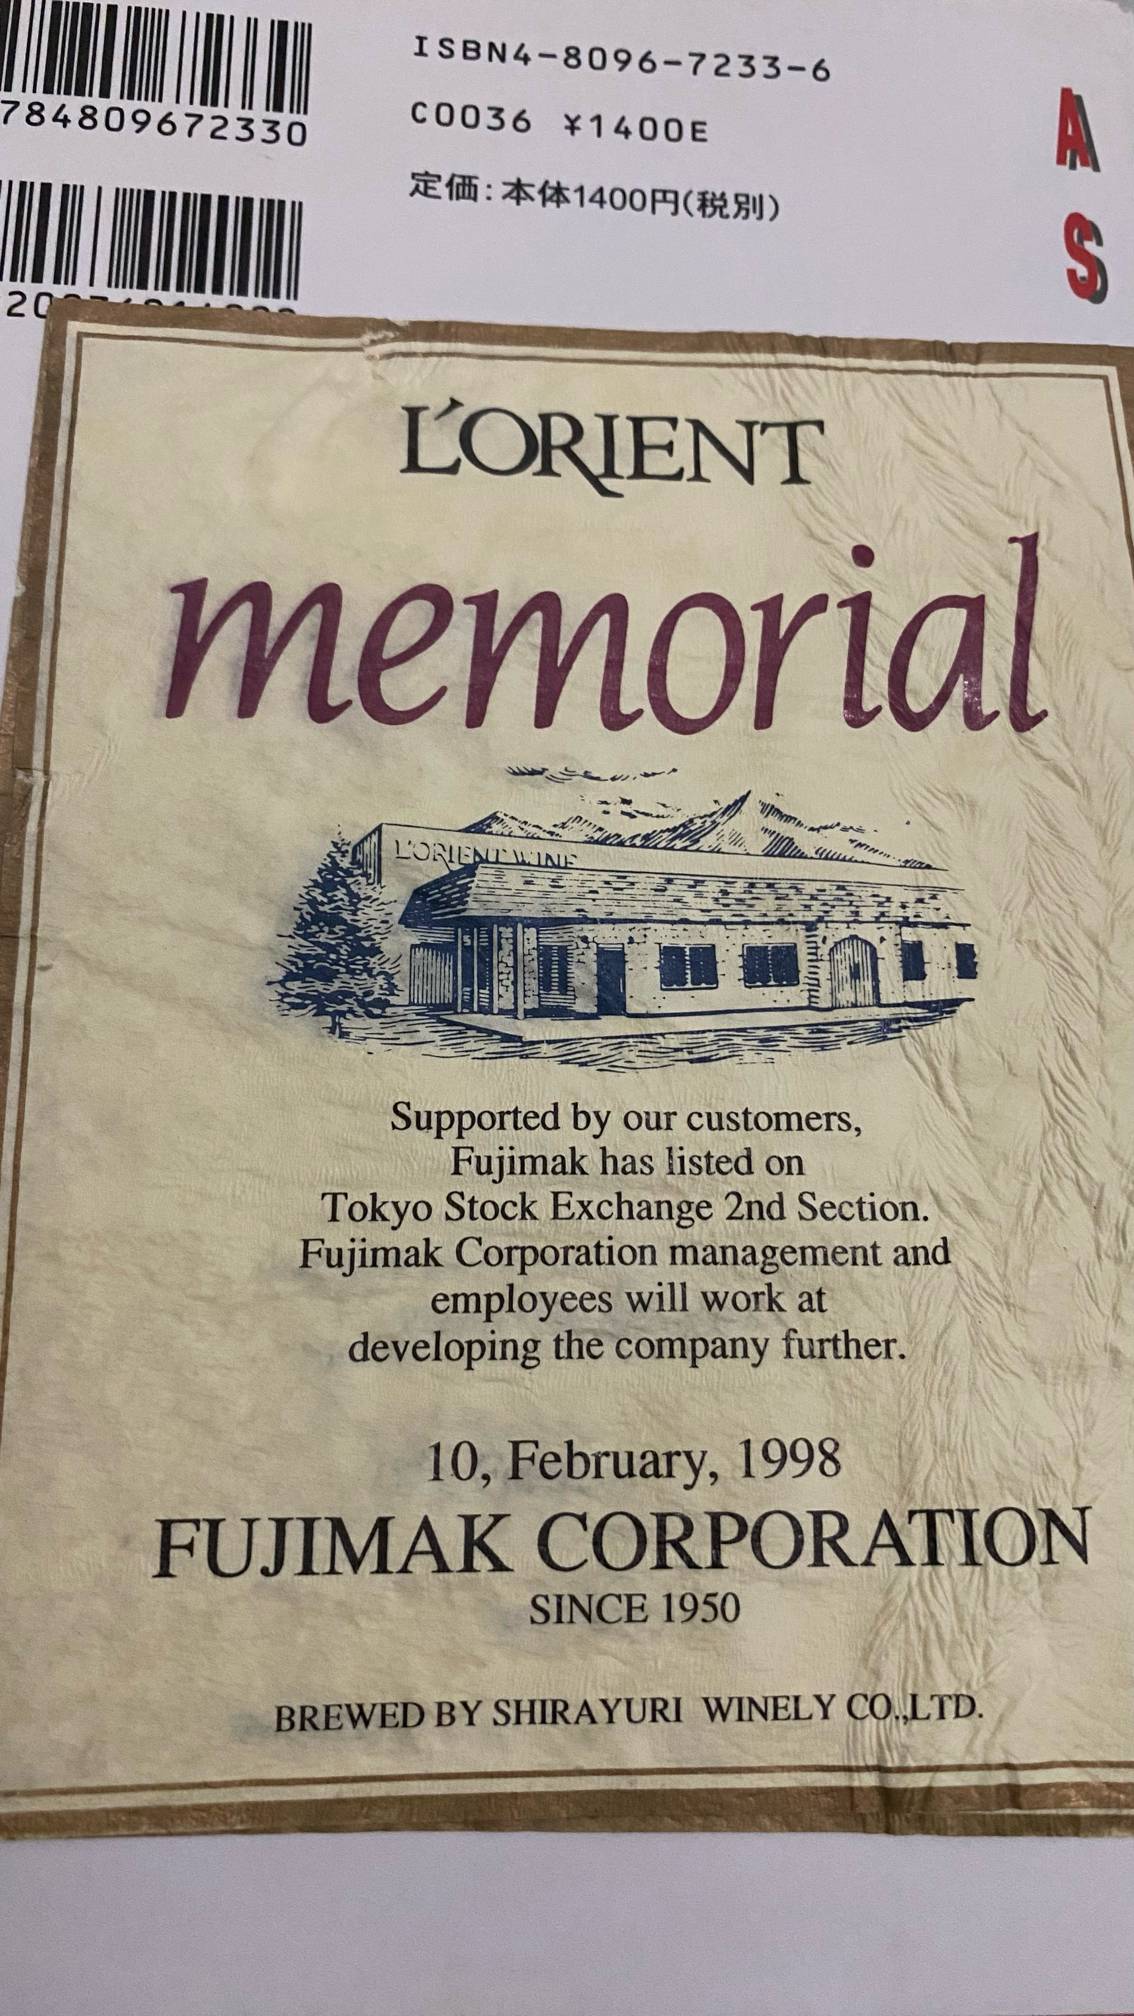 784809672330
ISBN4-8096-7233-6
C0036 ¥1400E
定価:本体1400円(税別)
A
S
L'ORIENT
memorial
L'ORIENT WINE
Supported by our customers,
Fujimak has listed on
Tokyo Stock Exchange 2nd Section.
Fujimak Corporation management and
employees will work at
developing the company further.
10, February, 1998
FUJIMAK CORPORATION
SINCE 1950
BREWED BY SHIRAYURI WINELY CO.,LTD.